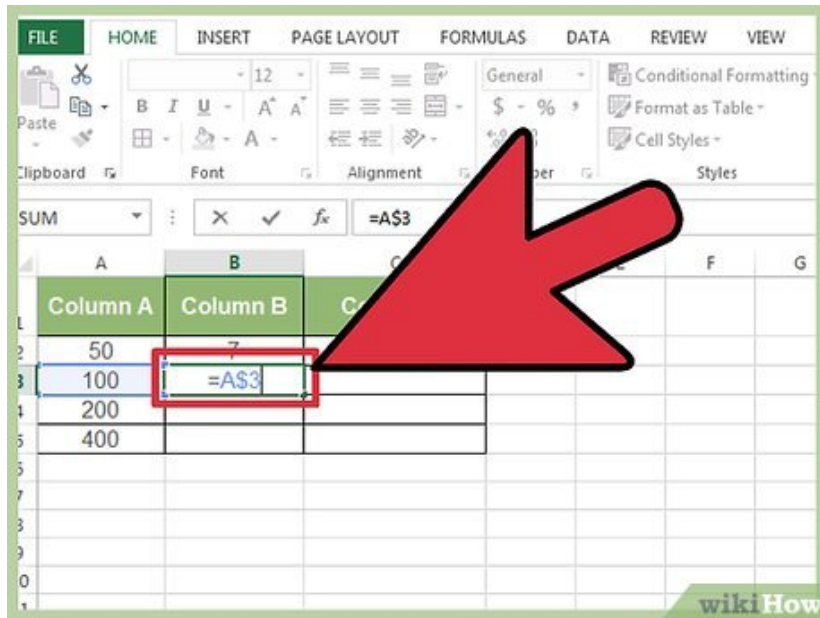 FILE HOME INSERT PAGE LAYOUT FORMULAS DATA REVIEW VIEW
12 General Conditional Formatting
B I U A A $ % , Format as Table
Paste A Cell Styles
Clipboard Font Alignment Styles
SUM fx =A$3
A B F G
Column A Column B
50 7
100 =A$3
200
400
wikiHow